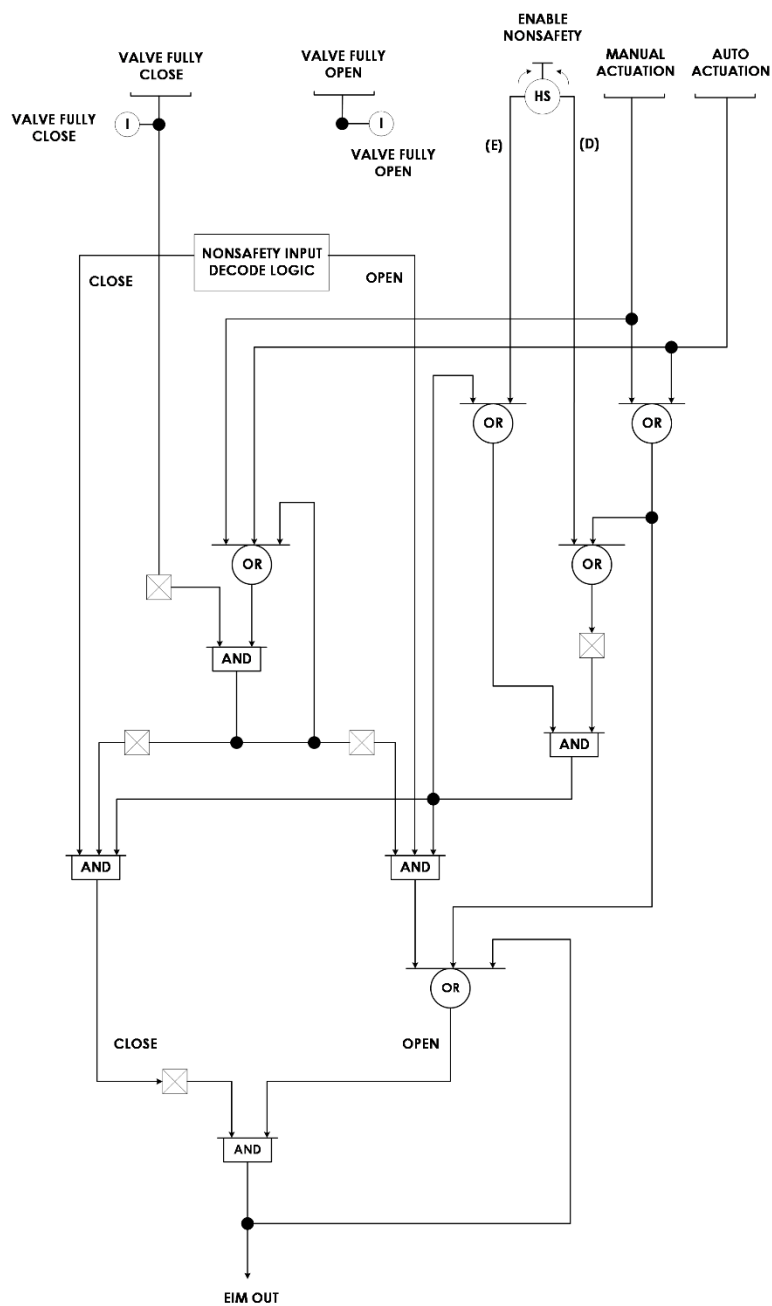 ENABLE
NONSAFETY
MANUAL
ACTUATION
AUTO
ACTUATION
VALVE FULLY
CLOSE
VALVE FULLY
OPEN
HS
VALVE FULLY
CLOSE
I
I
VALVE FULLY
OPEN
(E)
(D)
NONSAFETY INPUT
DECODE LOGIC
CLOSE
OPEN
OR
OR
OR
OR
AND
AND
AND
AND
OR
CLOSE
OPEN
AND
EIM OUT